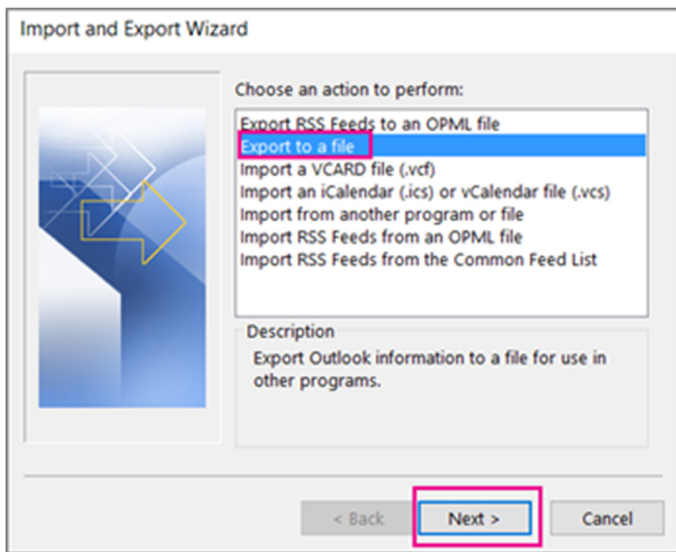 Import and Export Wizard
Choose an action to perform:
Export RSS Feeds to an OPML file
Export to a file
Import a VCARD file (.vcf)
Import an iCalendar (.ics) or vCalendar file (.vcs)
Import from another program or file
Import RSS Feeds from an OPML file
Import RSS Feeds from the Common Feed List
Description
Export Outlook information to a file for use in
other programs.
< Back Next > Cancel